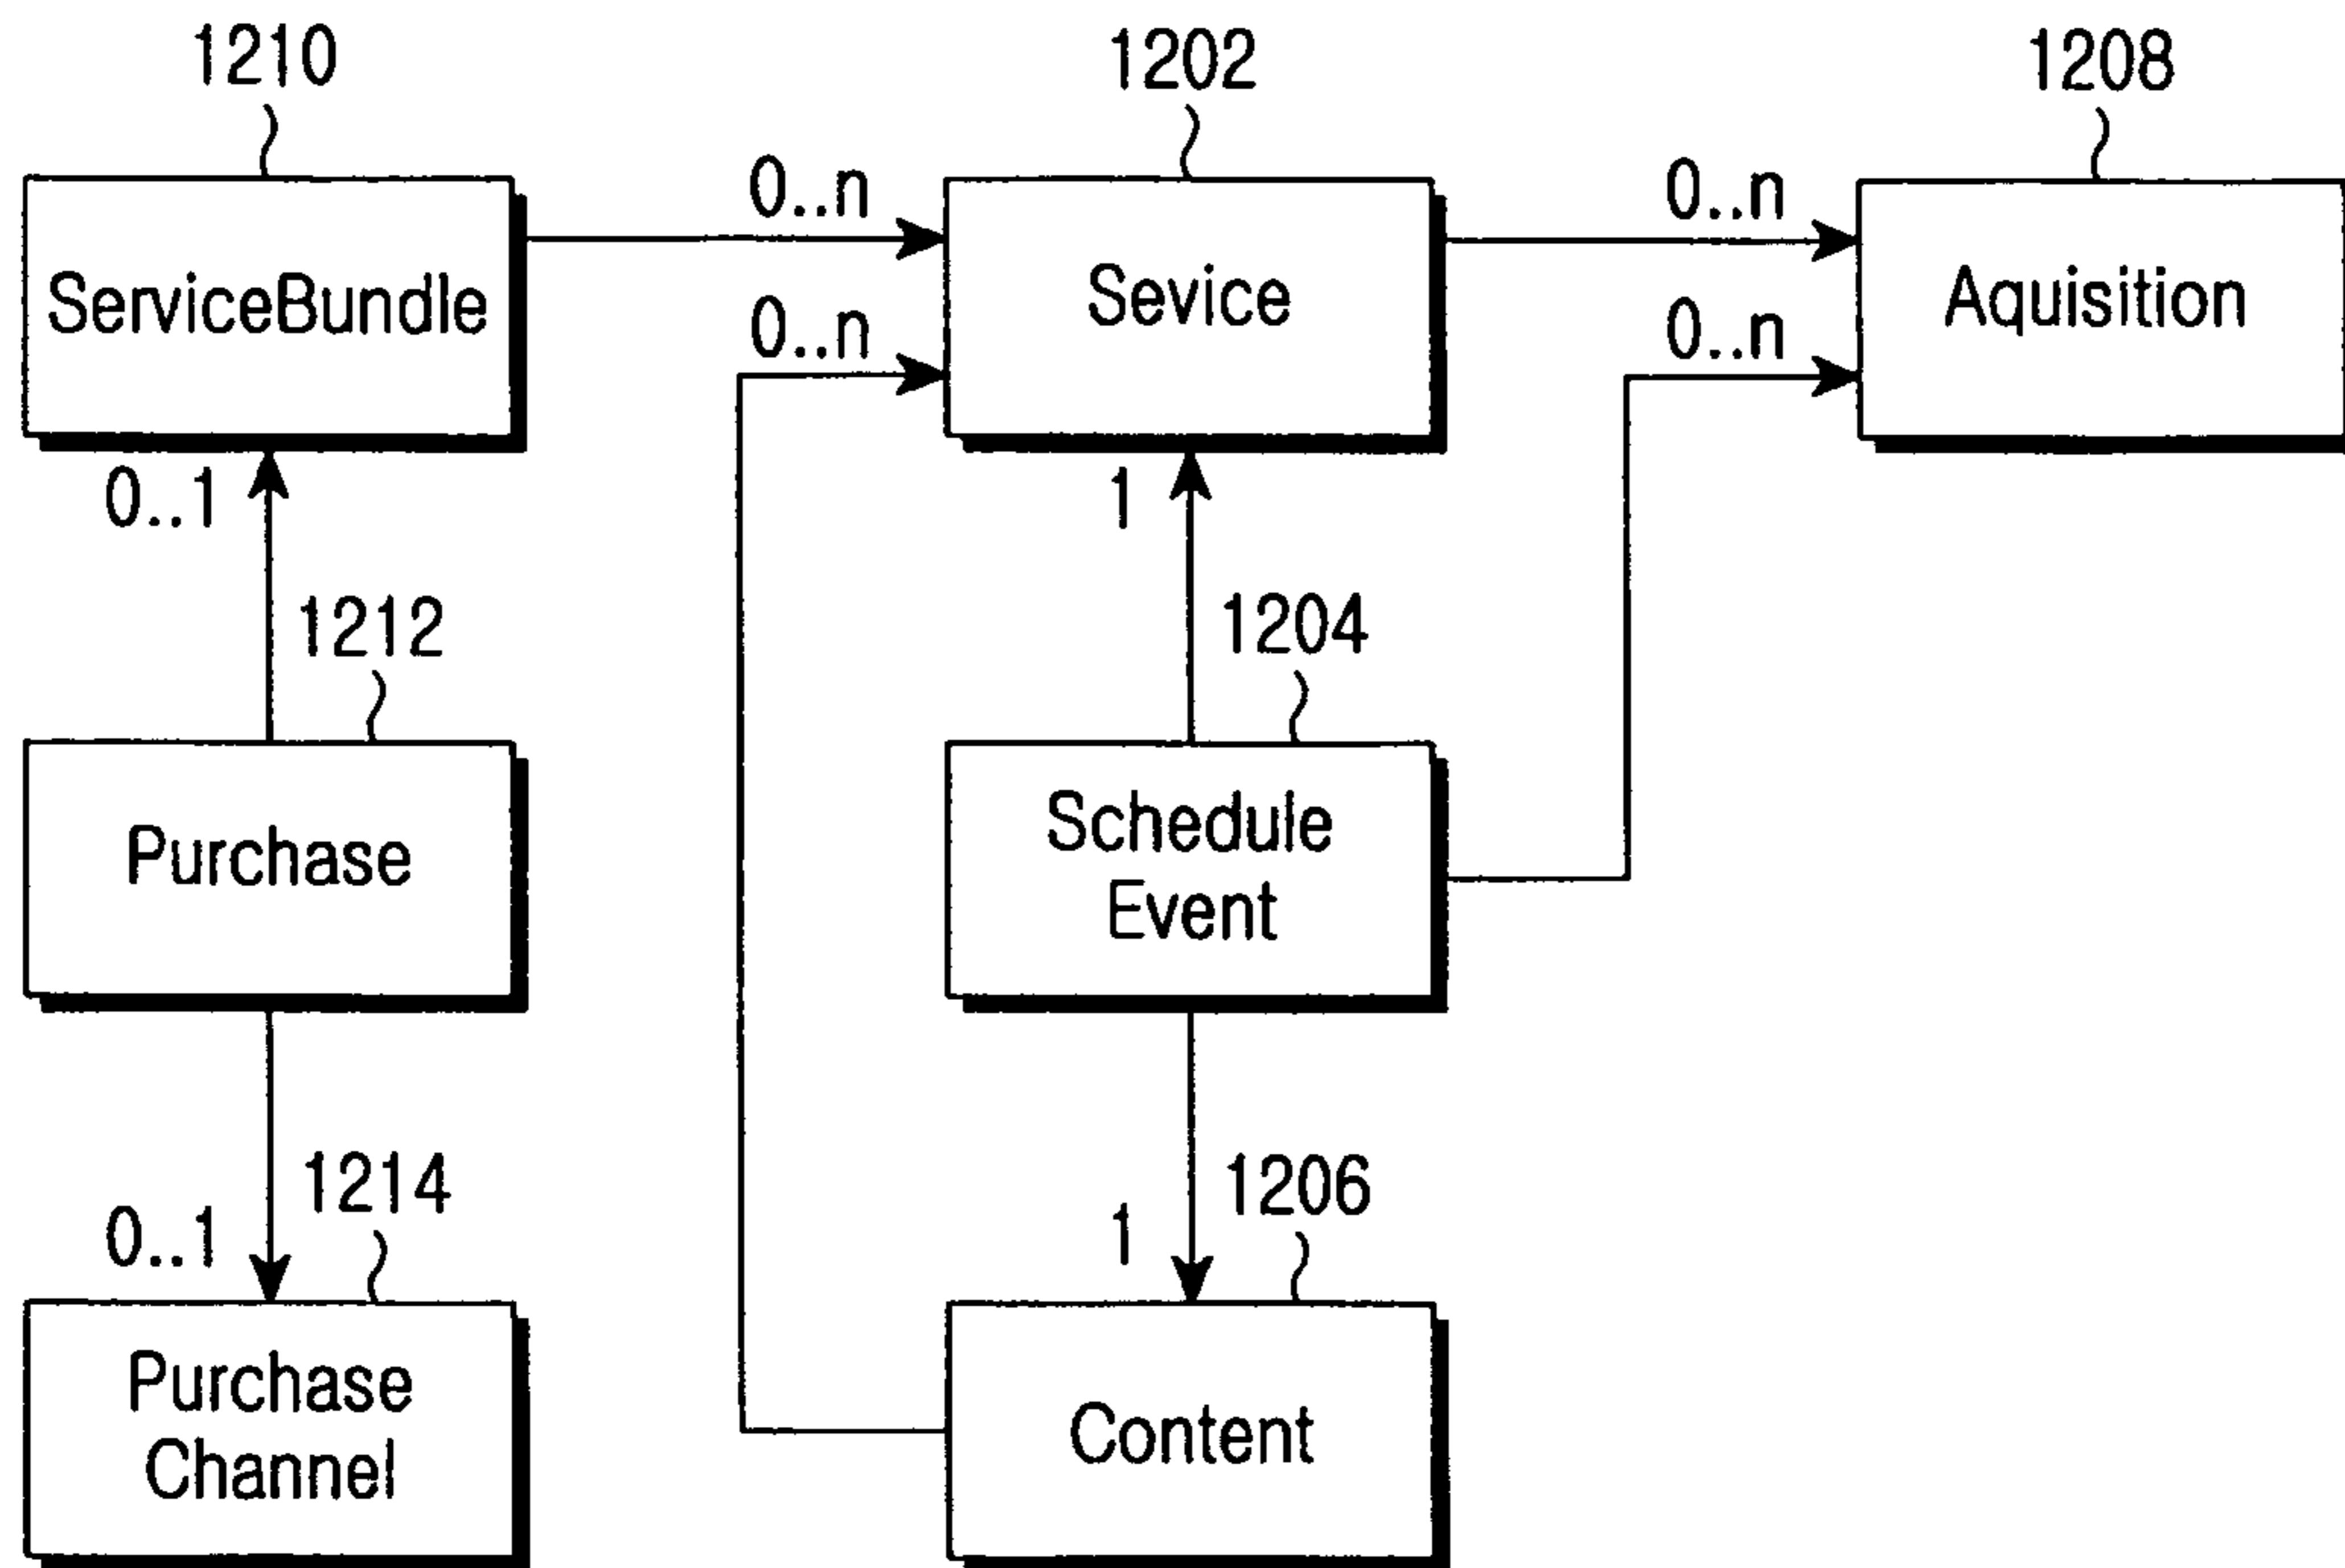 1210
1202
1208
0..n
0..n
ServiceBundle
Sevice
Aquisition
0..n
0..n
0..1
1
1212
1204
Purchase
Schedule
Event
1214
1206
0..1
1
Purchase
Channel
Content